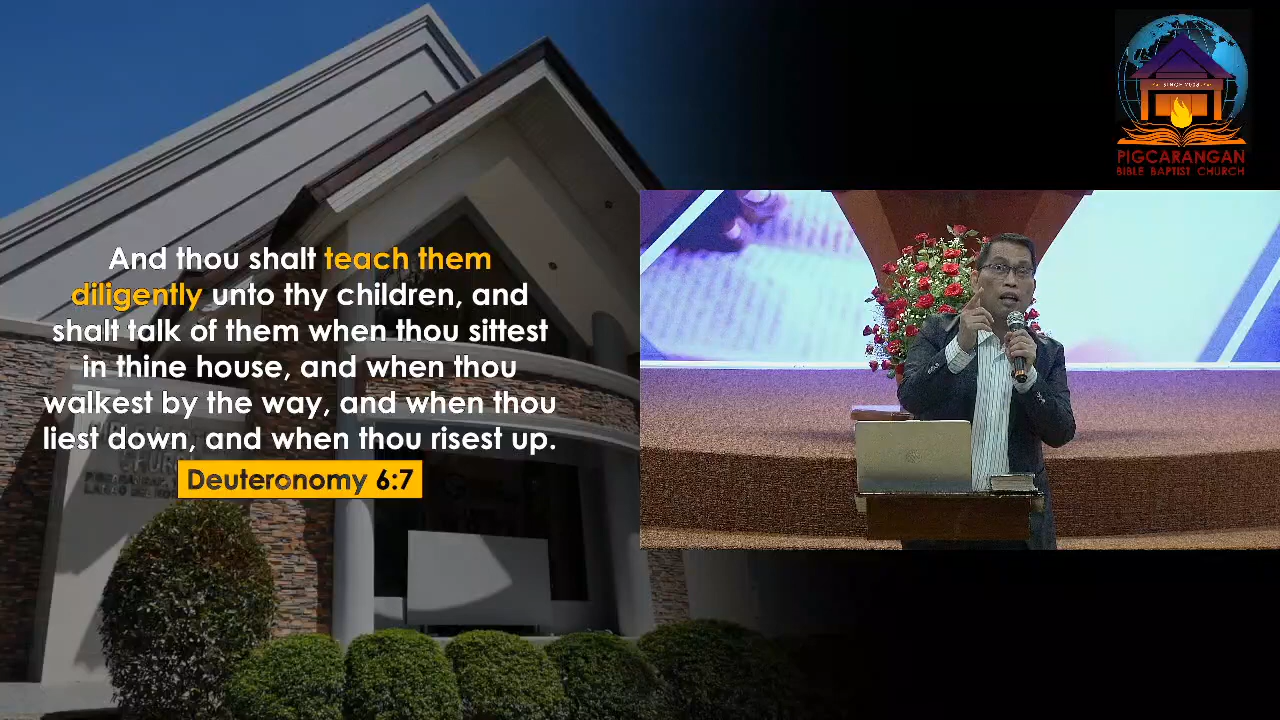 And thou shalt teach them
diligently unto thy children, and
shalt talk of them when thou sittest
in thine house, and when thou
walkest by the way, and when thou
liest down, and when thou risest up.
Deuteronomy 6:7
PIGCARANGAN
BIBLE BAPTIST CHURCH